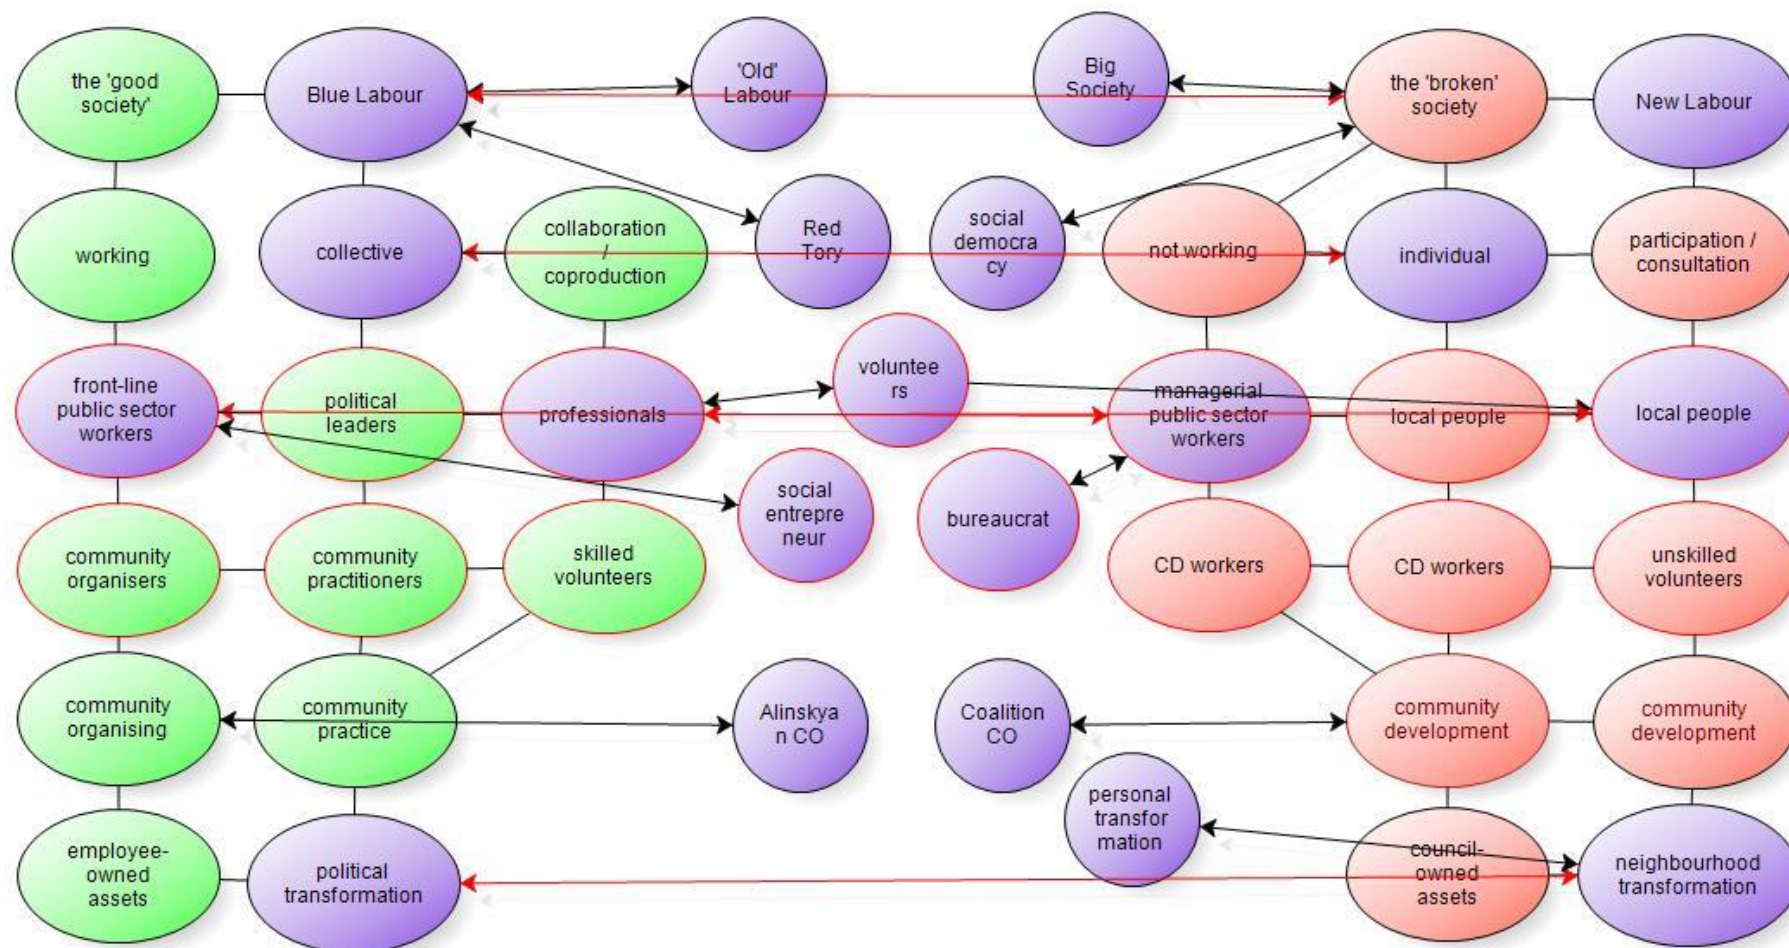 the 'good
society'
Blue Labour
'Old'
Labour
Big
Society
the 'broken'
society
New Labour
working
collective
collaboration
/
coproduction
Red
Tory
social
democra
cy
not working
individual
participation /
consultation
front-line
public sector
workers
political
leaders
professionals
voluntee
rs
managerial
public sector
workers
local people
local people
social
entrepre
neur
bureaucrat
community
organisers
community
practitioners
skilled
volunteers
CD workers
CD workers
unskilled
volunteers
community
organising
community
practice
Alinskya
n CO
Coalition
CO
community
development
community
development
personal
transfor
mation
employee-
owned
assets
political
transformation
council-
owned
assets
neighbourhood
transformation